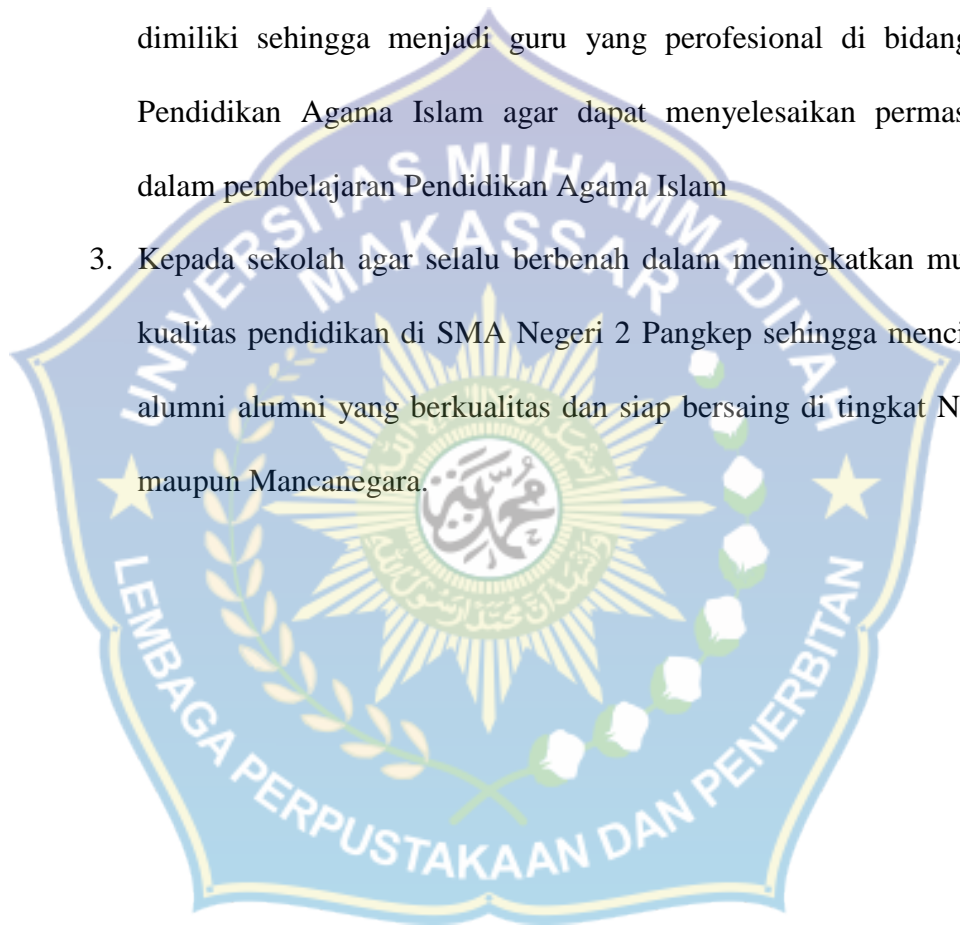 dimiliki sehingga menjadi guru yang perofesional di bidang
Pendidikan Agama Islam agar dapat menyelesaikan permas
dalam pembelajaran Pendidikan Agama Islam
3. Kepada sekolah agar selalu berbenah dalam meningkatkan mu
kualitas pendidikan di SMA Negeri 2 Pangkep sehingga menci
alumni alumni yang berkualitas dan siap bersaing di tingkat N
maupun Mancanegara.
UNIVERSITAS MUHAMMADIYAH
MAKASSAR
محمد
LEMBAGA PERPUSTAKAAN DAN PENERBITAN